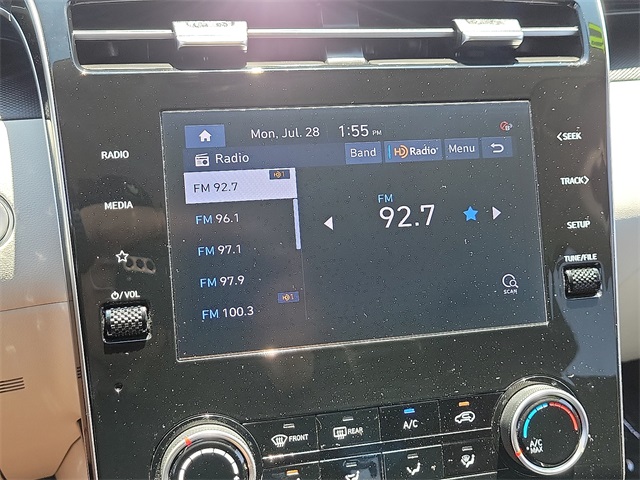 Mon, Jul. 28 1:55 PM
RADIO
Radio
Band HD Radio Menu
< SEEK
FM 92.7
FM
92.7
TRACK >
MEDIA
FM 96.1
SETUP
FM 97.1
TUNE/FILE
FM 97.9
SCAN
/VOL
FM 100.3
FRONT
REAR
A/C
A/C
MAX